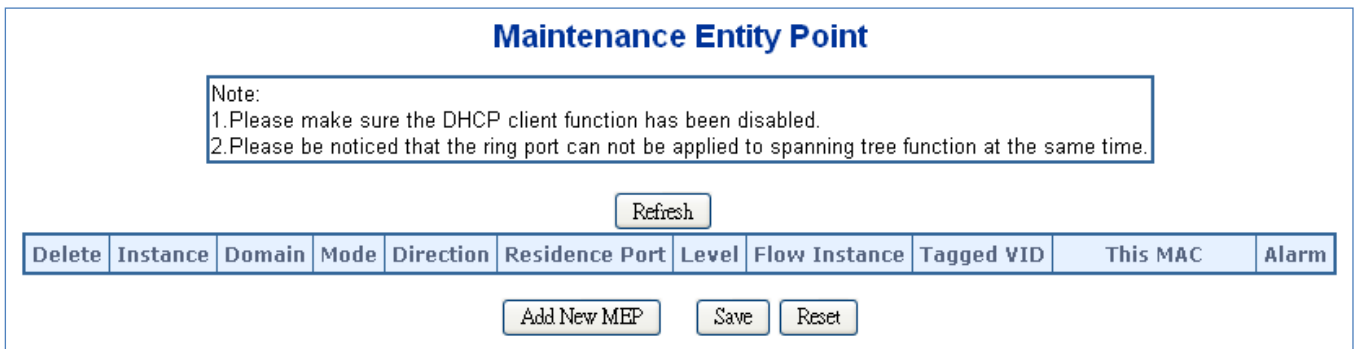 Maintenance Entity Point
Note:
1.Please make sure the DHCP client function has been disabled.
2.Please be noticed that the ring port can not be applied to spanning tree function at the same time.
Refresh
Delete Instance Domain Mode Direction Residence Port Level Flow Instance Tagged VID This MAC Alarm
Add New MEP Save Reset